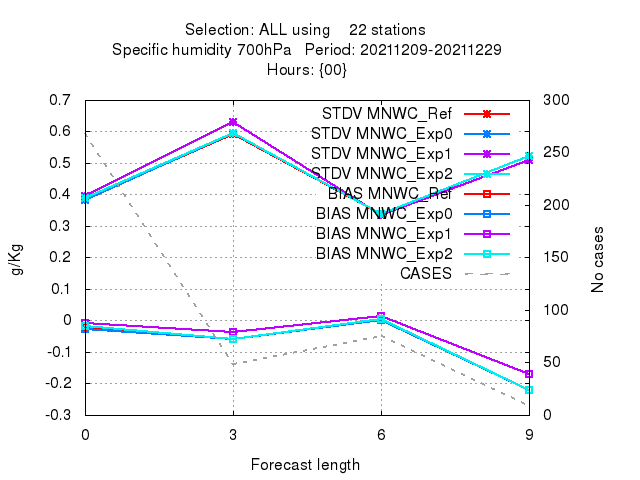 Selection: ALL using 22 stations
Specific humidity 700hPa Period: 20211209-20211229
Hours: {00}
0.7
0.6
0.5
0.4
0.3
0.2
0.1
0
-0.1
-0.2
-0.3
g/Kg
STDV MNWC_Ref
STDV MNWC_Exp0
STDV MNWC_Exp1
STDV MNWC_Exp2
BIAS MNWC_Ref
BIAS MNWC_Exp0
BIAS MNWC_Exp1
BIAS MNWC_Exp2
CASES
300
250
200
150
100
50
0
No cases
0 3 6 9
Forecast length